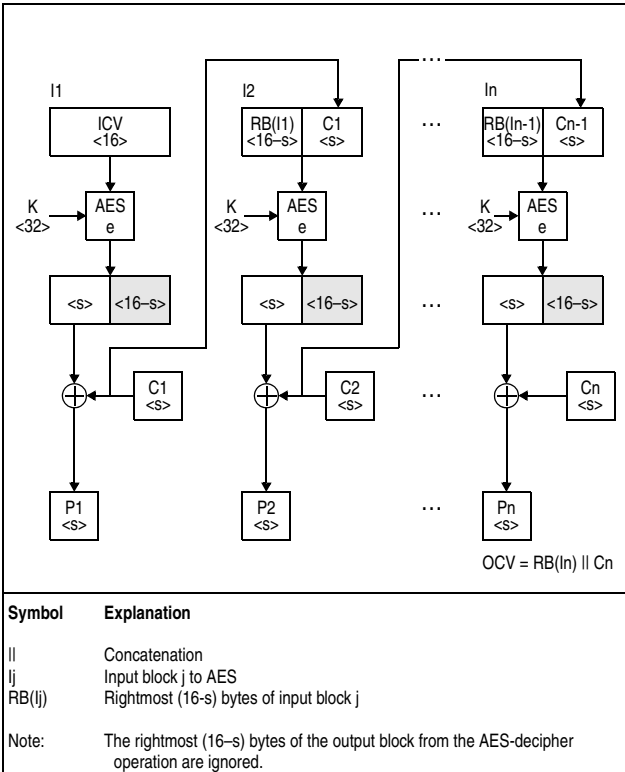 ...
I1 I2 In
ICV
<16>
RB(I1)
<16–s>
C1
<s>
...
RB(In-1)
<16–s>
Cn-1
<s>
K
<32>
AES
e
K
<32>
AES
e
...
K
<32>
AES
e
<s> <16–s> <s> <16–s> ... <s> <16–s>
C1
<s>
C2
<s>
...
Cn
<s>
P1
<s>
P2
<s>
...
Pn
<s>
OCV = RB(In) || Cn
Symbol Explanation
|| Concatenation
Ij Input block j to AES
RB(Ij) Rightmost (16-s) bytes of input block j
Note: The rightmost (16–s) bytes of the output block from the AES-decipher
operation are ignored.